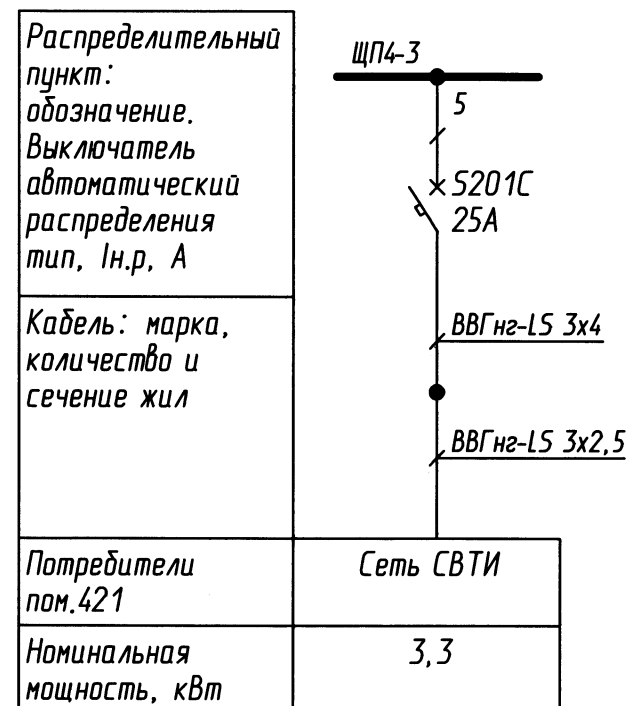 Распределительный
пункт:
обозначение.
Выключатель
автоматический
распределения
тип, Iн.р, А
ЩП4-3
5
S201C
25А
Кабель: марка,
количество и
сечение жил
ВВГнг-LS 3х4
ВВГнг-LS 3х2,5
Потребители
пом.421
Сеть СВТИ
Номинальная
мощность, кВт
3,3